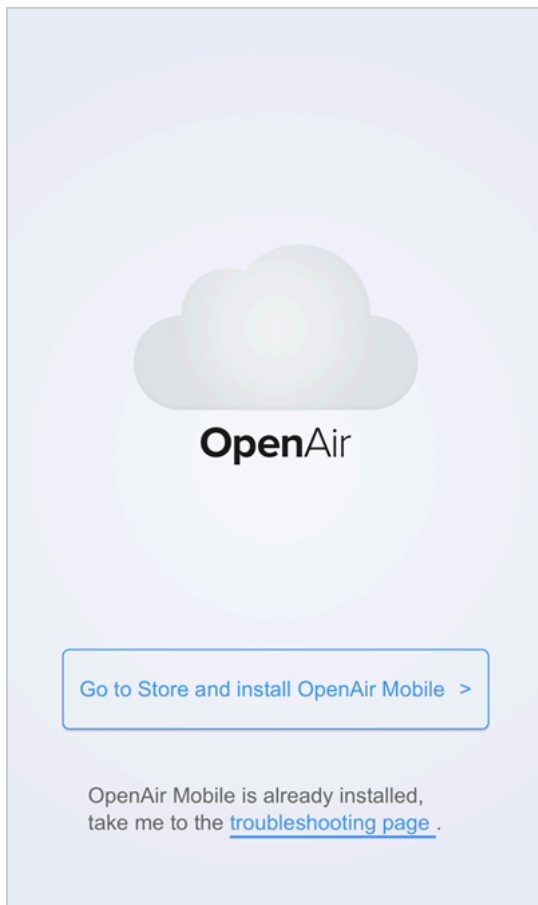 OpenAir
Go to Store and install OpenAir Mobile >
OpenAir Mobile is already installed,
take me to the troubleshooting page .